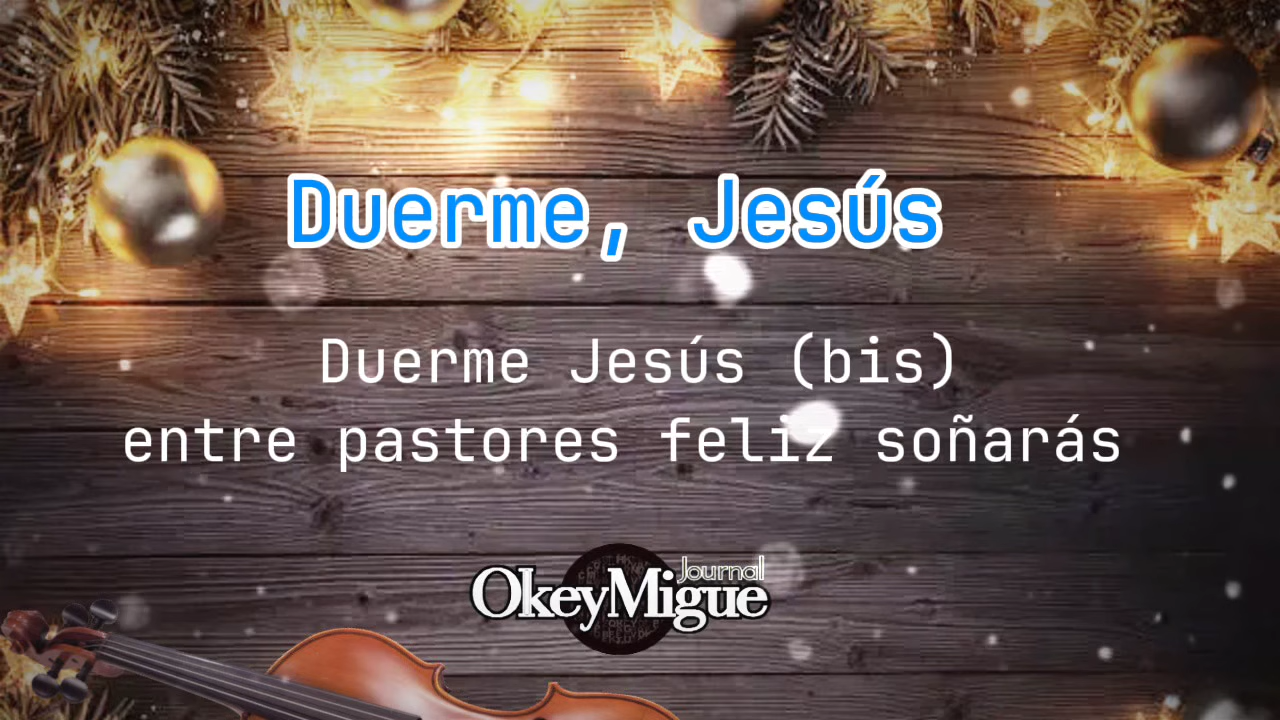 Duerme, Jesús
Duerme Jesús (bis)
entre pastores feliz soñarás
Journal
OkeyMigue